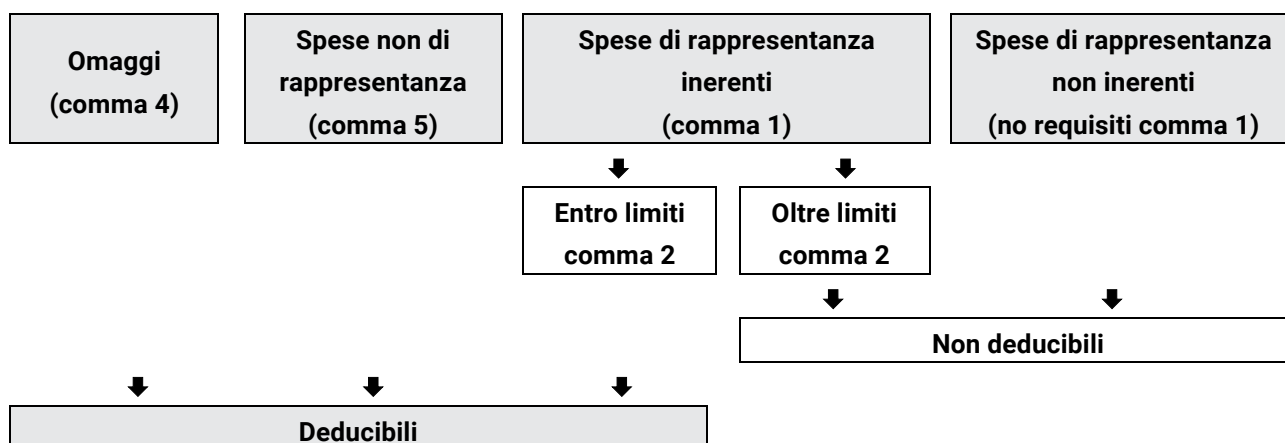 Omaggi
(comma 4)
Spese non di
rappresentanza
(comma 5)
Spese di rappresentanza
inerenti
(comma 1)
Spese di rappresentanza
non inerenti
(no requisiti comma 1)
Entro limiti
comma 2
Oltre limiti
comma 2
Non deducibili
Deducibili